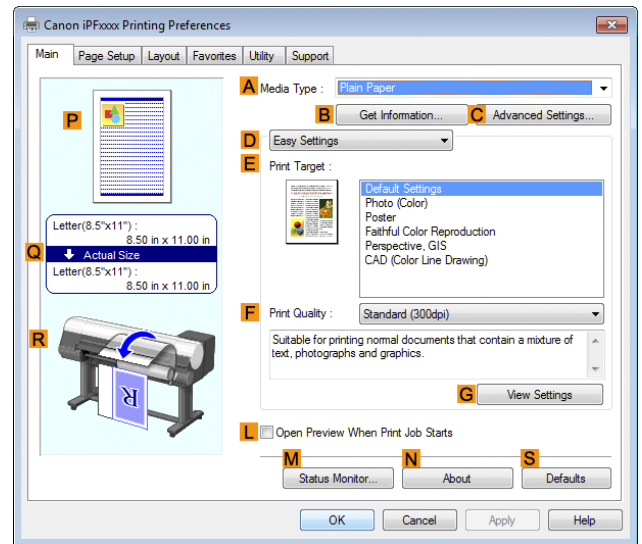 Canon iPFxxxx Printing Preferences
Main Page Setup Layout Favorites Utility Support
A Media Type : Plain Paper
B Get Information... C Advanced Settings...
D Easy Settings
E Print Target :
Default Settings
Photo (Color)
Poster
Faithful Color Reproduction
Perspective, GIS
CAD (Color Line Drawing)
F Print Quality : Standard (300dpi)
Suitable for printing normal documents that contain a mixture of
text, photographs and graphics.
G View Settings
P
Letter(8.5"x11") :
8.50 in x 11.00 in
Q Actual Size
Letter(8.5"x11") :
8.50 in x 11.00 in
R
R
L Open Preview When Print Job Starts
M Status Monitor... N About S Defaults
OK Cancel Apply Help